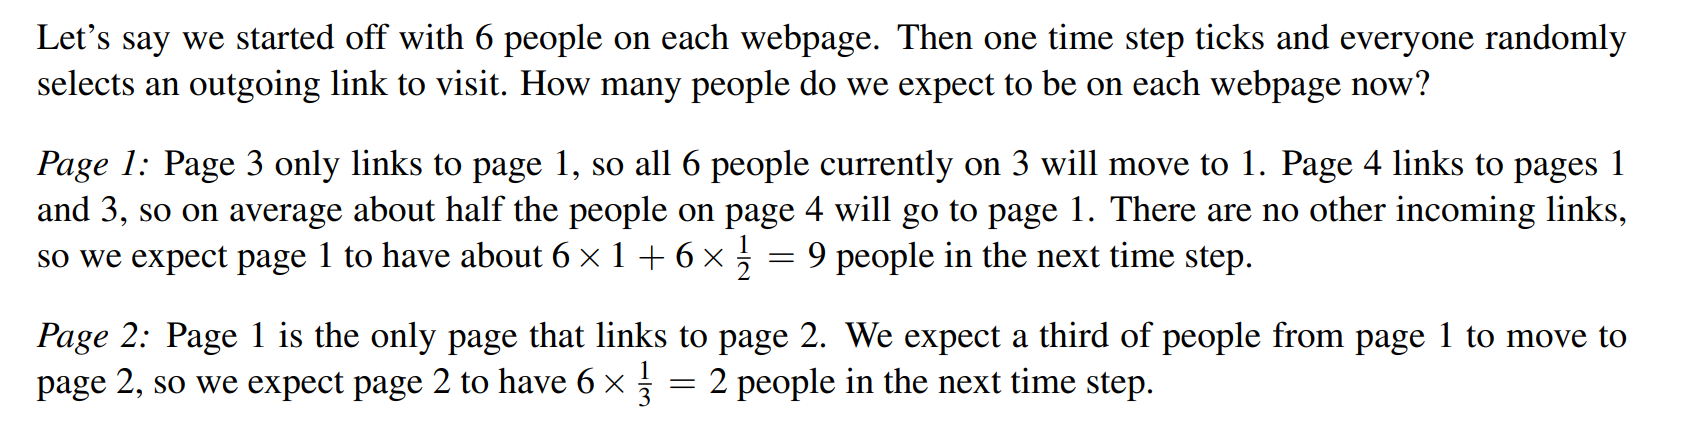 Let’s say we started off with 6 people on each webpage. Then one time step ticks and everyone randomly
selects an outgoing link to visit. How many people do we expect to be on each webpage now?
Page 1: Page 3 only links to page 1, so all 6 people currently on 3 will move to 1. Page 4 links to pages 1
and 3, so on average about half the people on page 4 will go to page 1. There are no other incoming links,
so we expect page 1 to have about 6 × 1 + 6 × 1/2 = 9 people in the next time step.
Page 2: Page 1 is the only page that links to page 2. We expect a third of people from page 1 to move to
page 2, so we expect page 2 to have 6 × 1/3 = 2 people in the next time step.